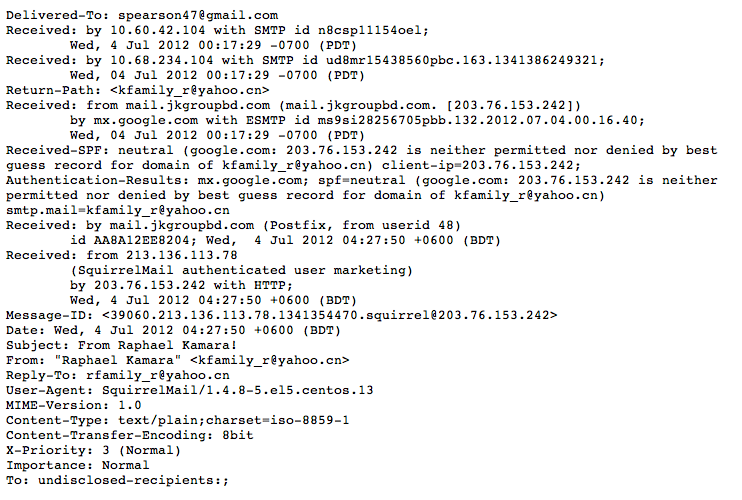 Delivered-To: spearson47@gmail.com
Received: by 10.60.42.104 with SMTP id n8csp11154oel;
Wed, 4 Jul 2012 00:17:29 -0700 (PDT)
Received: by 10.68.234.104 with SMTP id ud8mr15438560pbc.163.1341386249321;
Wed, 04 Jul 2012 00:17:29 -0700 (PDT)
Return-Path: <kfamily_r@yahoo.cn>
Received: from mail.jkgroupbd.com (mail.jkgroupbd.com. [203.76.153.242])
by mx.google.com with ESMTP id ms9si28256705pbb.132.2012.07.04.00.16.40;
Wed, 04 Jul 2012 00:17:29 -0700 (PDT)
Received-SPF: neutral (google.com: 203.76.153.242 is neither permitted nor denied by best
guess record for domain of kfamily_r@yahoo.cn) client-ip=203.76.153.242;
Authentication-Results: mx.google.com; spf=neutral (google.com: 203.76.153.242 is neither
permitted nor denied by best guess record for domain of kfamily_r@yahoo.cn)
smtp.mail=kfamily_r@yahoo.cn
Received: by mail.jkgroupbd.com (Postfix, from userid 48)
id AA8A12EE8204; Wed,  4 Jul 2012 04:27:50 +0600 (BDT)
Received: from 213.136.113.78
(SquirrelMail authenticated user marketing)
by 203.76.153.242 with HTTP;
Wed, 4 Jul 2012 04:27:50 +0600 (BDT)
Message-ID: <39060.213.136.113.78.1341354470.squirrel@203.76.153.242>
Date: Wed, 4 Jul 2012 04:27:50 +0600 (BDT)
Subject: From Raphael Kamara!
From: "Raphael Kamara" <kfamily_r@yahoo.cn>
Reply-To: rfamily_r@yahoo.cn
User-Agent: SquirrelMail/1.4.8-5.el5.centos.13
MIME-Version: 1.0
Content-Type: text/plain;charset=iso-8859-1
Content-Transfer-Encoding: 8bit
X-Priority: 3 (Normal)
Importance: Normal
To: undisclosed-recipients:;